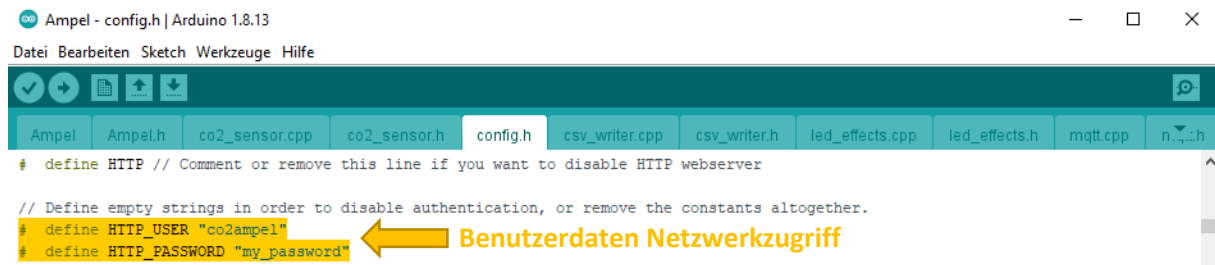 Ampel - config.h | Arduino 1.8.13
Datei Bearbeiten Sketch Werkzeuge Hilfe
Ampel Ampel.h co2_sensor.cpp co2_sensor.h config.h csv_writer.cpp csv_writer.h led_effects.cpp led_effects.h mqtt.cpp
# define HTTP // Comment or remove this line if you want to disable HTTP webserver
// Define empty strings in order to disable authentication, or remove the constants altogether.
# define HTTP_USER "co2ampel"
Benutzerdaten Netzwerkzugriff
# define HTTP_PASSWORD "my_password"